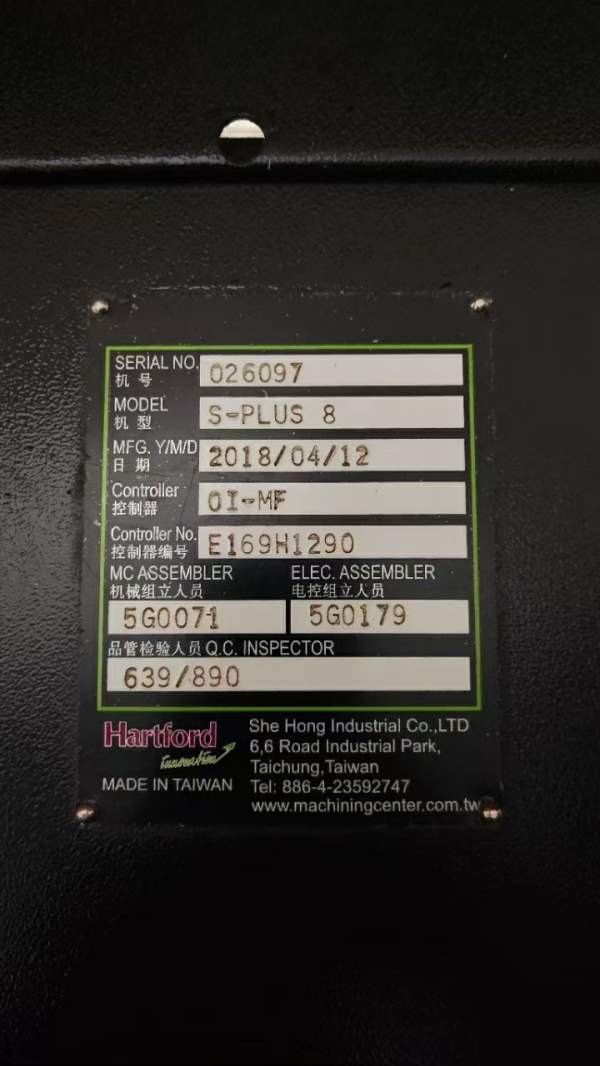 SERIAL NO. 026097
机 号
MODEL S-PLUS 8
机 型
MFG. Y/M/D 2018/04/12
日 期
Controller 0I-MF
控制器
Controller No. E169H1290
控制器编号
MC ASSEMBLER ELEC. ASSEMBLER
机械组立人员 电控组立人员
5G0071 5G0179
品管检验人员 Q.C. INSPECTOR
639/890
Hartford She Hong Industrial Co.,LTD
innovation 6,6 Road Industrial Park,
Taichung,Taiwan
MADE IN TAIWAN Tel: 886-4-23592747
www.machiningcenter.com.tw